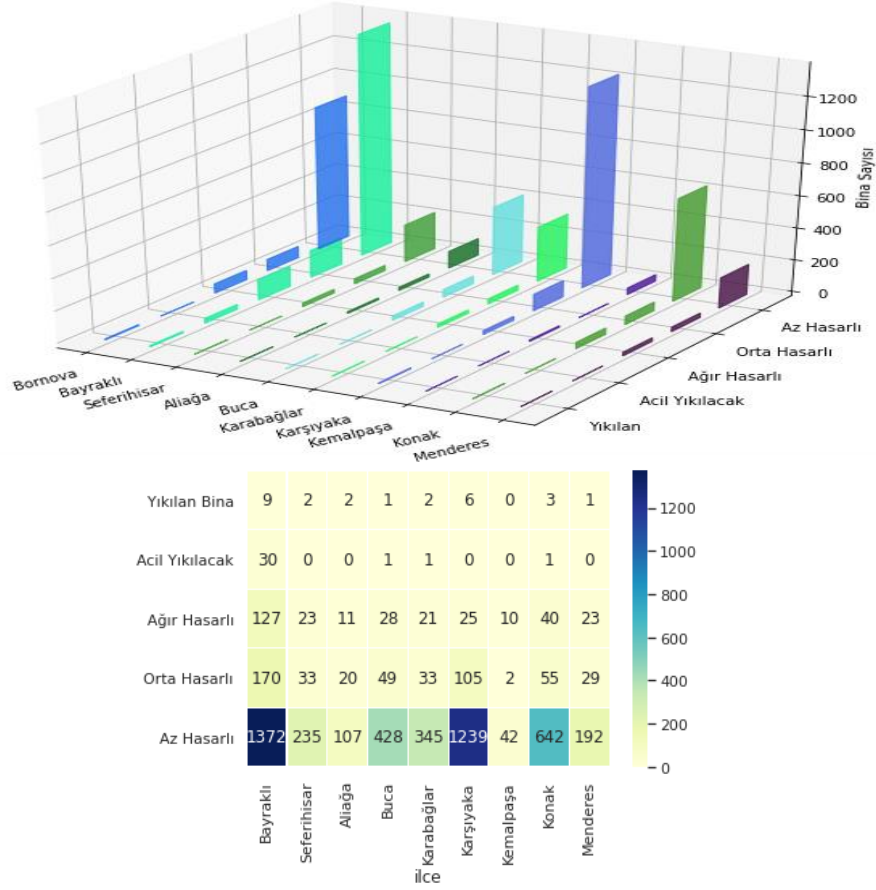 1200
1000
800
600
400
200
0
Bina Sayısı
Bornova
Bayraklı
Seferihisar
Aliağa
Buca
Karabağlar
Karşıyaka
Kemalpaşa
Konak
Menderes
Az Hasarlı
Orta Hasarlı
Ağır Hasarlı
Acil Yıkılacak
Yıkılan
Yıkılan Bina 9 2 2 1 2 6 0 3 1
Acil Yıkılacak 30 0 0 1 1 0 0 1 0
Ağır Hasarlı 127 23 11 28 21 25 10 40 23
Orta Hasarlı 170 33 20 49 33 105 2 55 29
Az Hasarlı 1372 235 107 428 345 1239 42 642 192
Bayraklı
Seferihisar
Aliağa
Buca
Karabağlar
Karşıyaka
Kemalpaşa
Konak
Menderes
ilce
1200
1000
800
600
400
200
0